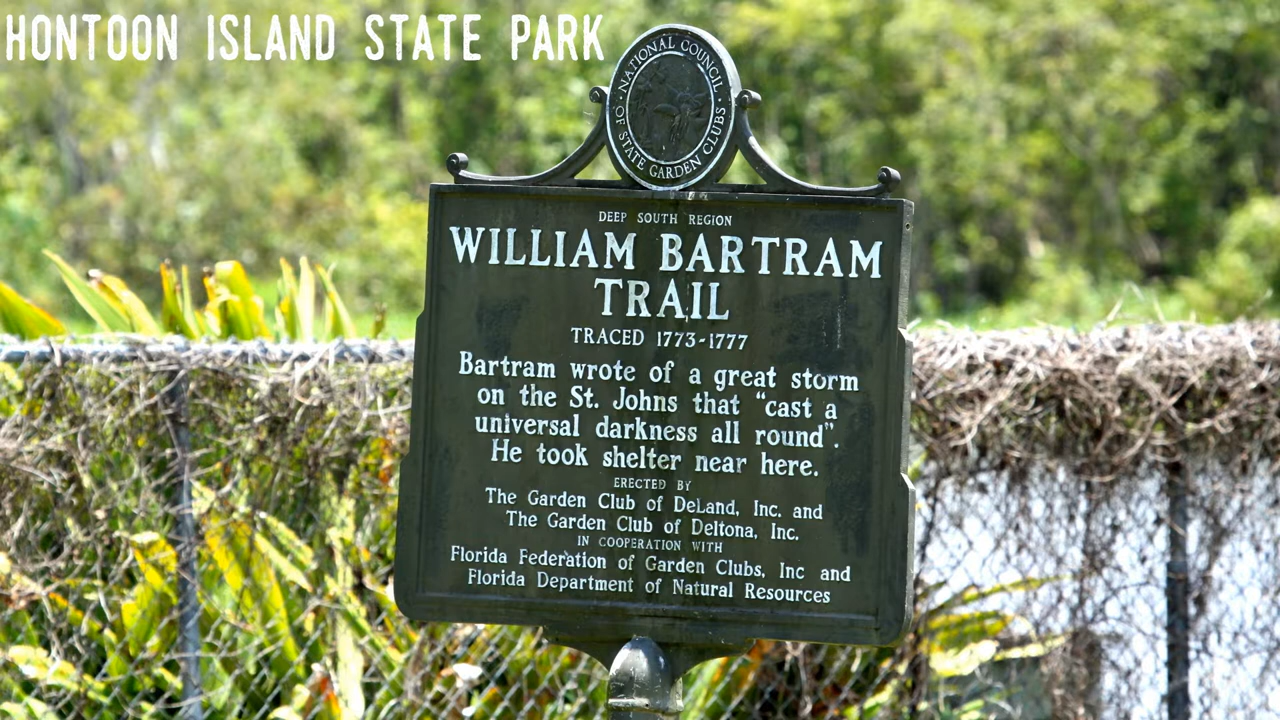 HONTOON ISLAND STATE PARK
NATIONAL COUNCIL
OF STATE GARDEN CLUBS
DEEP SOUTH REGION
WILLIAM BARTRAM
TRAIL
TRACED 1773-1777
Bartram wrote of a great storm
on the St. Johns that “cast a
universal darkness all round”.
He took shelter near here.
ERECTED BY
The Garden Club of DeLand, Inc. and
The Garden Club of Deltona, Inc.
IN COOPERATION WITH
Florida Federation of Garden Clubs, Inc and
Florida Department of Natural Resources